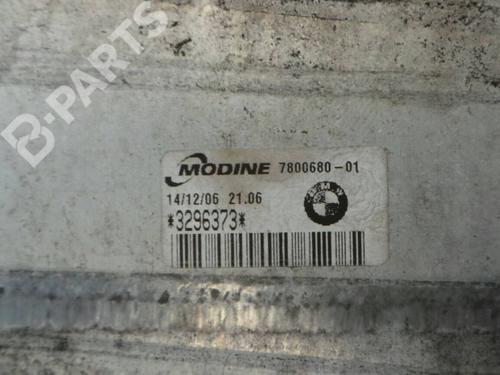 B-PARTS
MODINE 7800680-01
14/12/06 21.06
*3296373*
BMW